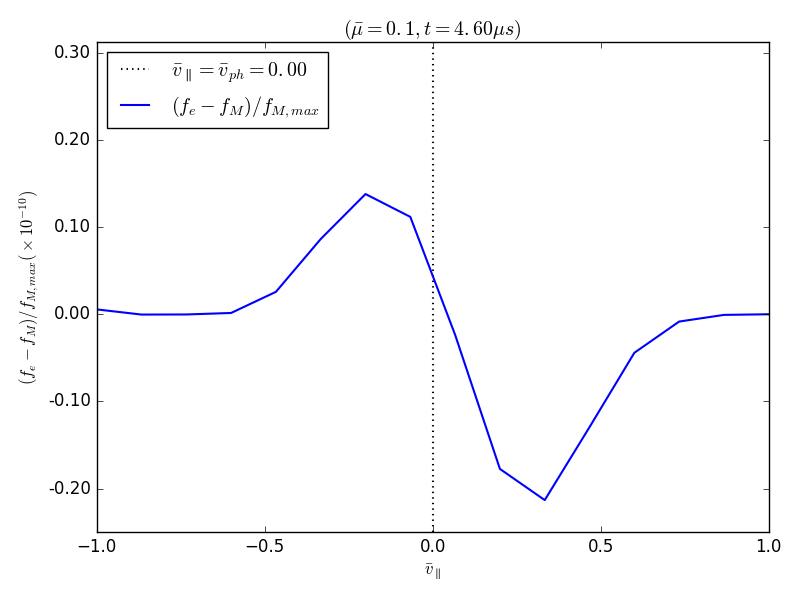 (μ̄ = 0.1, t = 4.60μs)
v̄∥ = v̄ph = 0.00
(fe − fM)/fM,max
0.30
0.20
0.10
0.00
-0.10
-0.20
(fe − fM)/fM,max(×10⁻¹⁰)
−1.0 −0.5 0.0 0.5 1.0
v̄∥